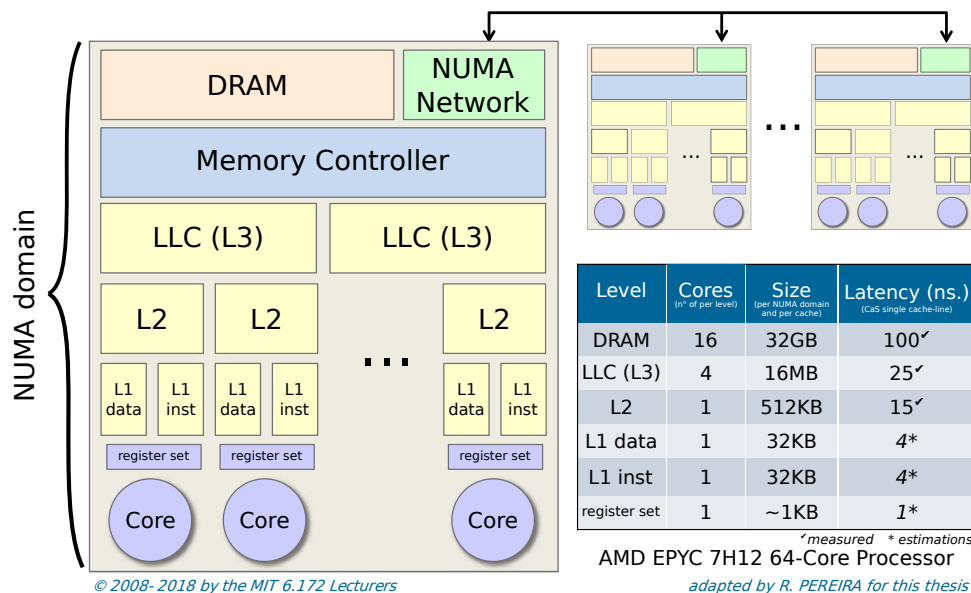 NUMA domain
DRAM
NUMA
Network
Memory Controller
LLC (L3)
LLC (L3)
L2
L2
...
L2
L1
data
L1
inst
L1
data
L1
inst
L1
data
L1
inst
register set
register set
register set
Core
Core
Core
...
...
...
Level Cores Size Latency (ns.)
(n° of per level) (per NUMA domain and per cache) (CaS single cache-line)
DRAM 16 32GB 100✔
LLC (L3) 4 16MB 25✔
L2 1 512KB 15✔
L1 data 1 32KB 4*
L1 inst 1 32KB 4*
register set 1 ~1KB 1*
✔measured * estimations
AMD EPYC 7H12 64-Core Processor
© 2008- 2018 by the MIT 6.172 Lecturers
adapted by R. PEREIRA for this thesis